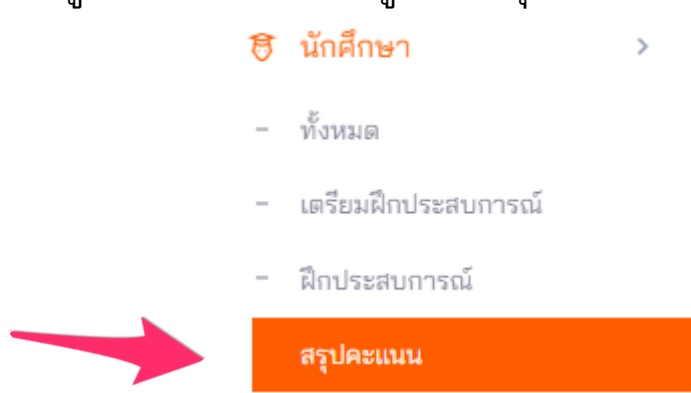 นักศึกษา
- ทั้งหมด
- เตรียมฝึกประสบการณ์
- ฝึกประสบการณ์
สรุปคะแนน